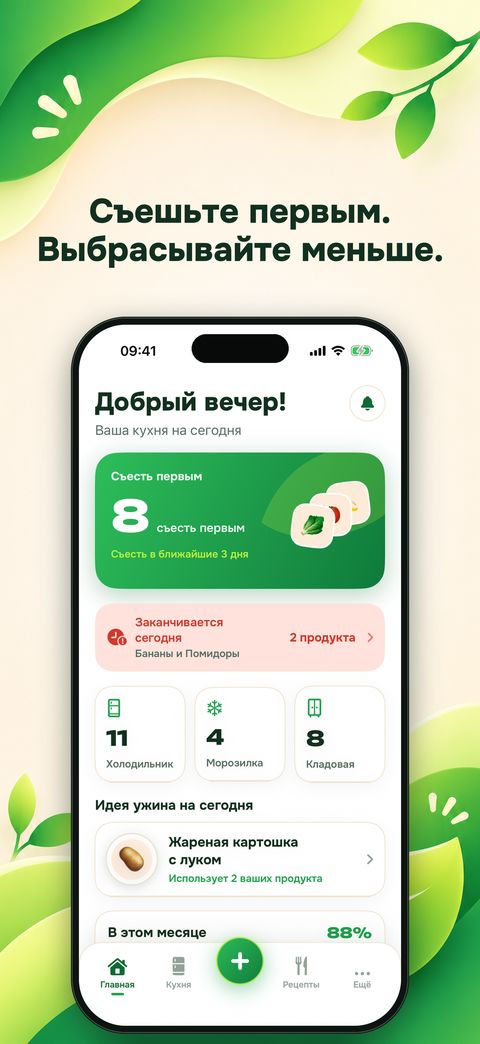 Съешьте первым.
Выбрасывайте меньше.
09:41
Добрый вечер!
Ваша кухня на сегодня
Съесть первым
8 съесть первым
Съесть в ближайшие 3 дня
Заканчивается
сегодня
2 продукта
Бананы и Помидоры
11
Холодильник
4
Морозилка
8
Кладовая
Идея ужина на сегодня
Жареная картошка
с луком
Использует 2 ваших продукта
В этом месяце
88%
Главная
Кухня
Рецепты
Ещё